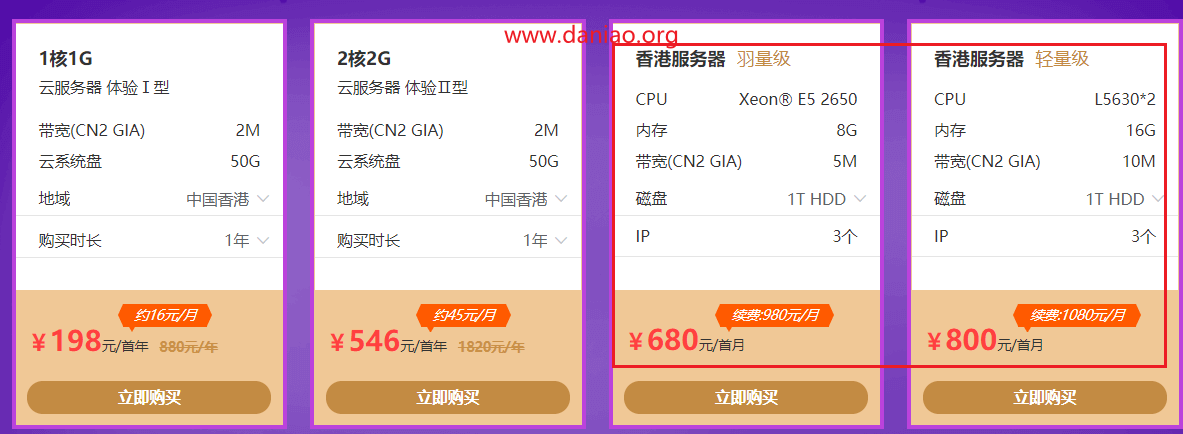 www.daniao.org
1核1G
云服务器 体验Ⅰ型
带宽(CN2 GIA) 2M
云系统盘 50G
地域 中国香港
购买时长 1年
约16元/月
￥198元/首年 880元/年
立即购买
2核2G
云服务器 体验Ⅱ型
带宽(CN2 GIA) 2M
云系统盘 50G
地域 中国香港
购买时长 1年
约45元/月
￥546元/首年 1820元/年
立即购买
香港服务器 羽量级
CPU Xeon® E5 2650
内存 8G
带宽(CN2 GIA) 5M
磁盘 1T HDD
IP 3个
续费:980元/月
￥680元/首月
立即购买
香港服务器 轻量级
CPU L5630*2
内存 16G
带宽(CN2 GIA) 10M
磁盘 1T HDD
IP 3个
续费:1080元/月
￥800元/首月
立即购买